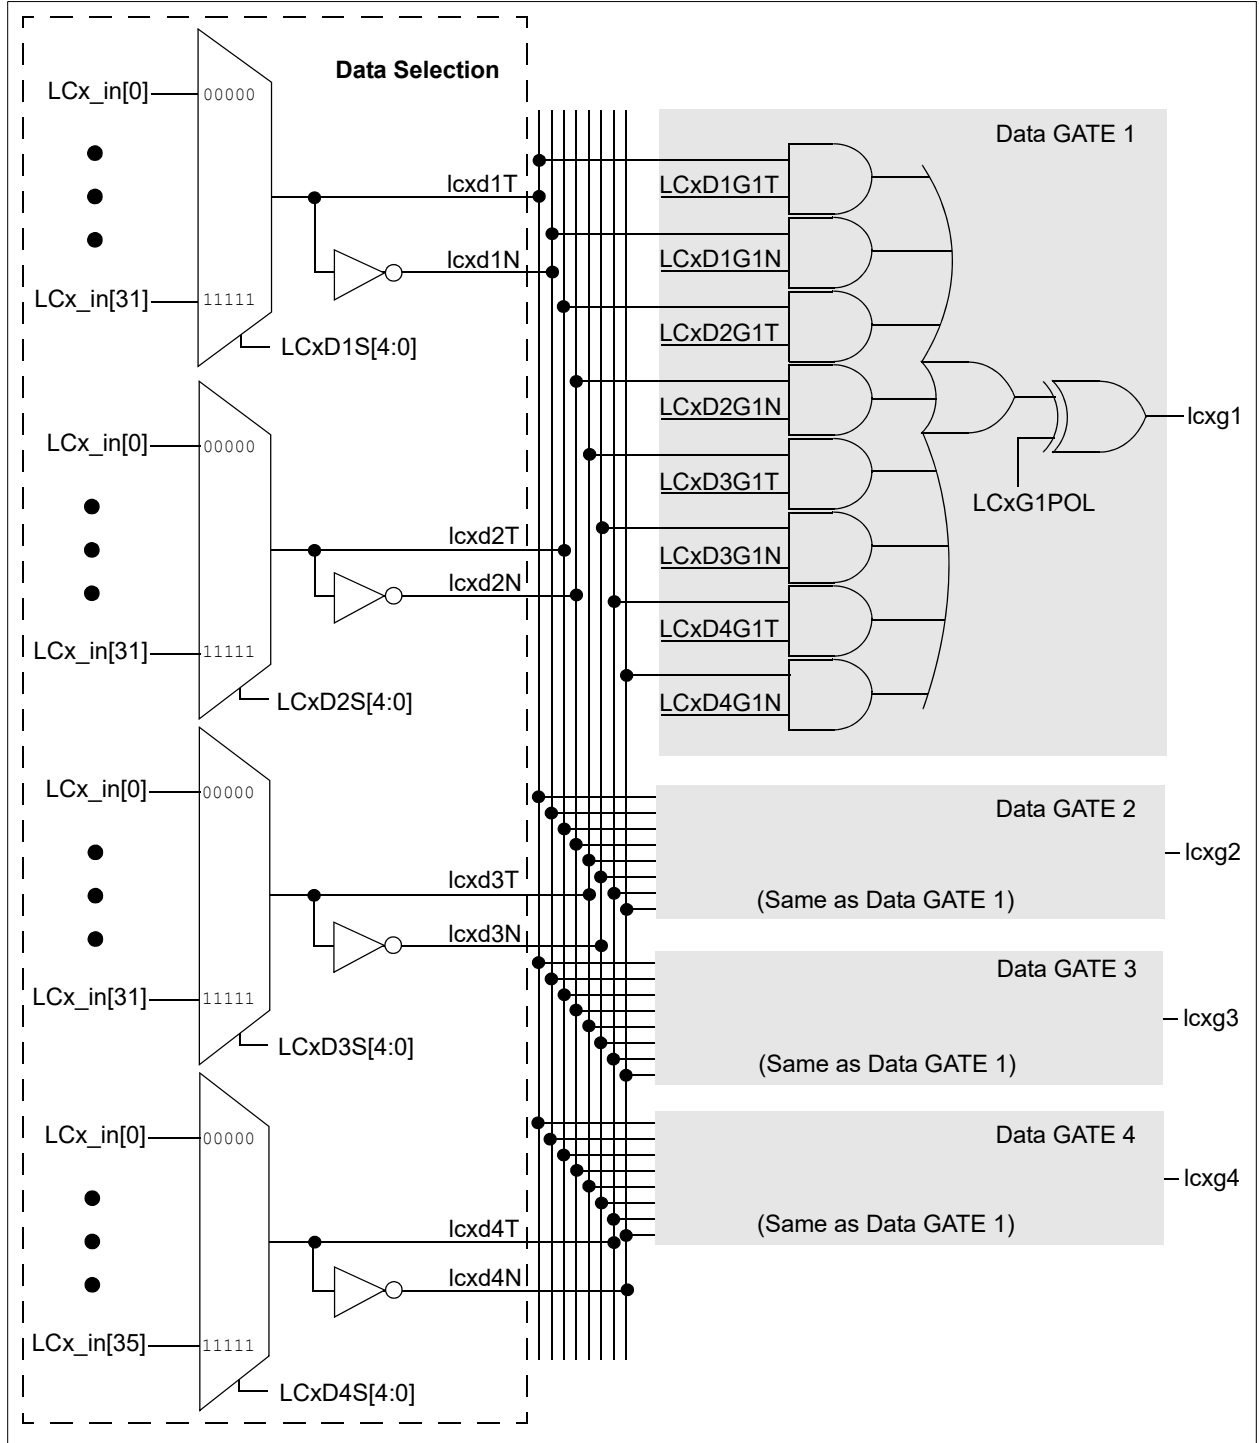 Data Selection
LCx_in[0]
00000
LCx_in[31]
11111
LCxD1S[4:0]
lcxd1T
lcxd1N
LCx_in[0]
00000
LCx_in[31]
11111
LCxD2S[4:0]
lcxd2T
lcxd2N
LCx_in[0]
00000
LCx_in[31]
11111
LCxD3S[4:0]
lcxd3T
lcxd3N
LCx_in[0]
00000
LCx_in[35]
11111
LCxD4S[4:0]
lcxd4T
lcxd4N
Data GATE 1
LCxD1G1T
LCxD1G1N
LCxD2G1T
LCxD2G1N
LCxD3G1T
LCxD3G1N
LCxD4G1T
LCxD4G1N
LCxG1POL
lcxg1
Data GATE 2
(Same as Data GATE 1)
lcxg2
Data GATE 3
(Same as Data GATE 1)
lcxg3
Data GATE 4
(Same as Data GATE 1)
lcxg4